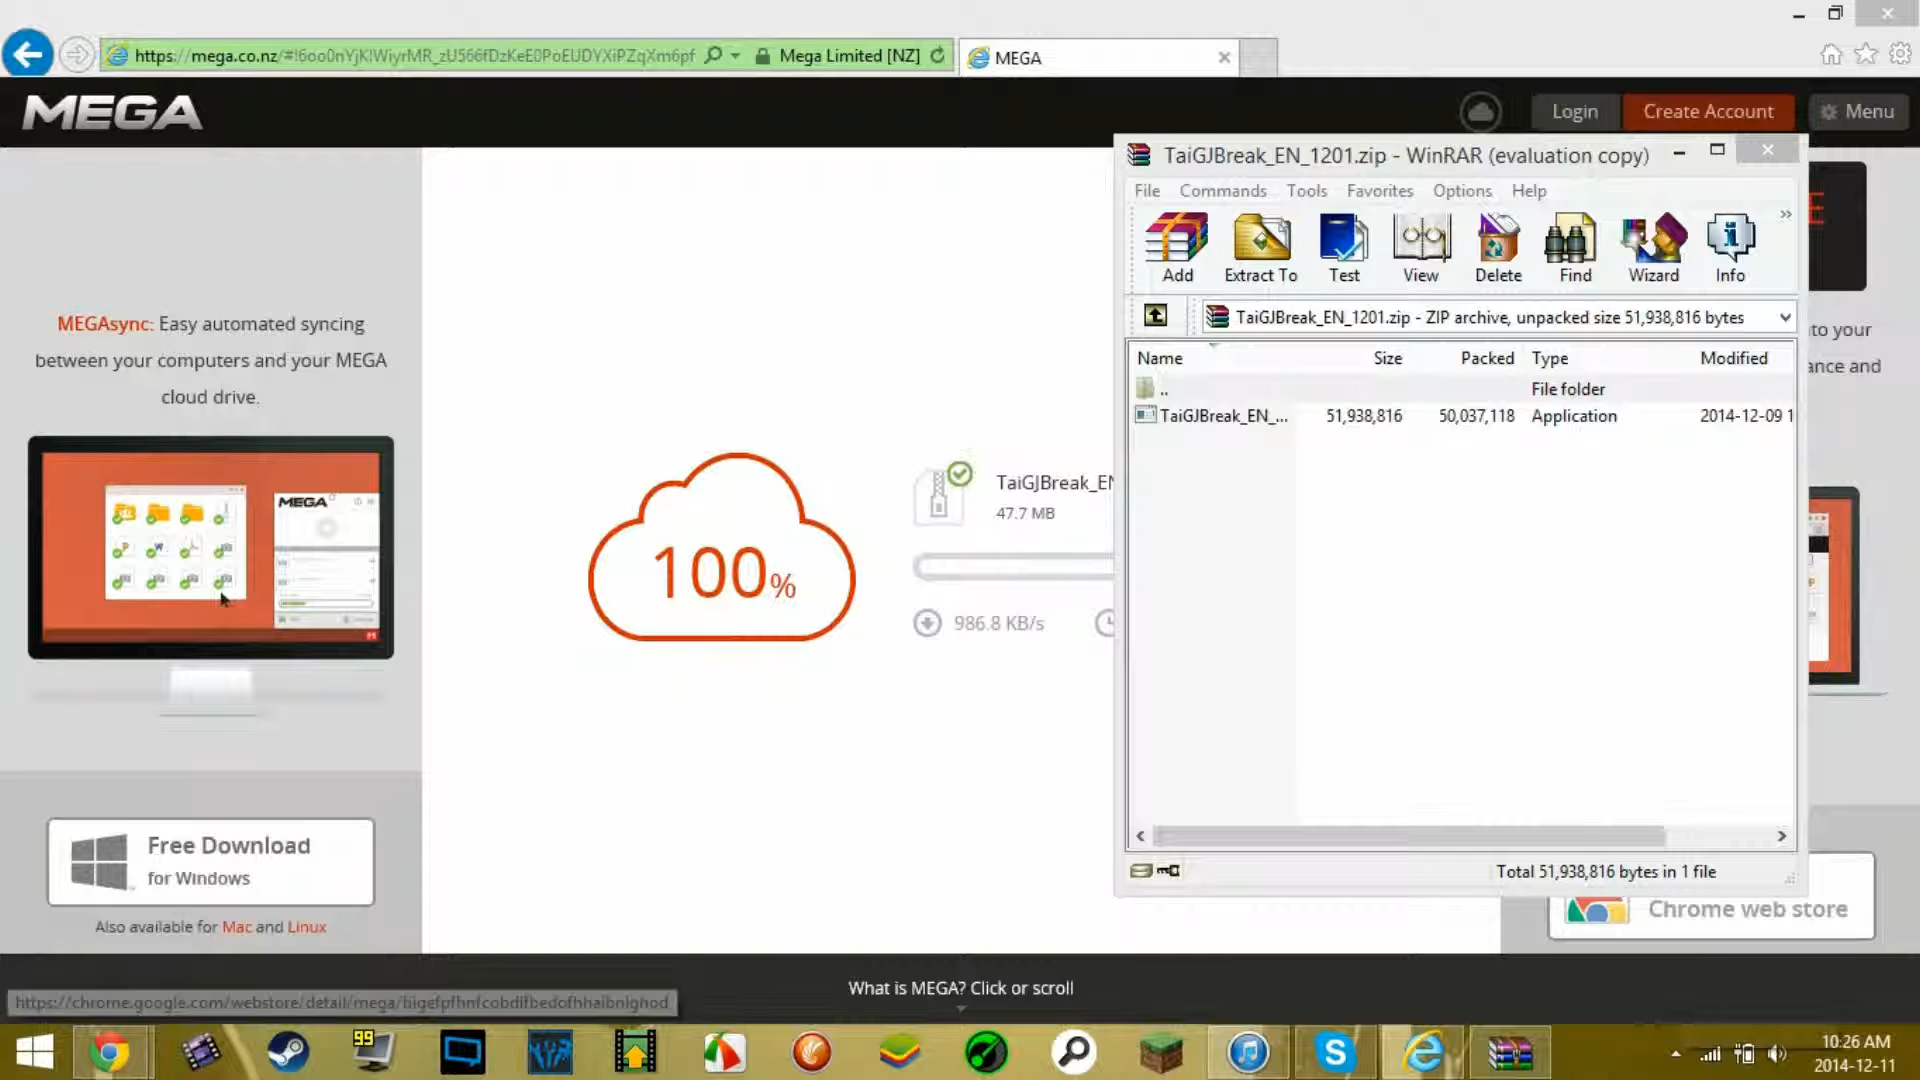 https://mega.co.nz/#!6oo0nYjK!WiyrMR_zU566fDzKeE0PoEUDYXiPZqXm6pf
Mega Limited [NZ]
MEGA
MEGA
Login
Create Account
Menu
MEGAsync: Easy automated syncing
between your computers and your MEGA
cloud drive.
MEGA
Free Download
for Windows
Also available for Mac and Linux
100%
TaiGJBreak_EN
47.7 MB
986.8 KB/s
TaiGJBreak_EN_1201.zip - WinRAR (evaluation copy)
File Commands Tools Favorites Options Help
Add Extract To Test View Delete Find Wizard Info
TaiGJBreak_EN_1201.zip - ZIP archive, unpacked size 51,938,816 bytes
Name Size Packed Type Modified
.. File folder
TaiGJBreak_EN_... 51,938,816 50,037,118 Application 2014-12-09 1
Total 51,938,816 bytes in 1 file
E
to your
ance and
Chrome web store
What is MEGA? Click or scroll
https://chrome.google.com/webstore/detail/mega/bigefpfhnfcobdlfbedofhhaibnlghod
99
10:26 AM
2014-12-11